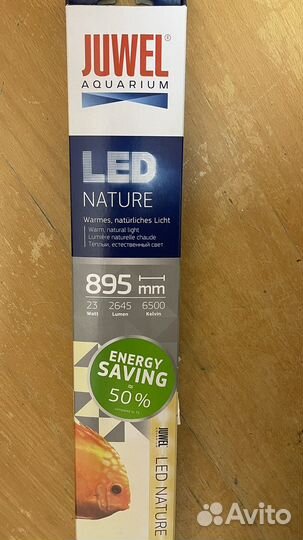 JUWEL®
AQUARIUM
LED
NATURE
Warmes, natürliches Licht
Warm, natural light
Lumière naturelle chaude
Тёплый, естественный свет
895 mm
23 2645 6500
Watt Lumen Kelvin
ENERGY
SAVING
≈
50%
JUWEL
LED NATURE
Avito